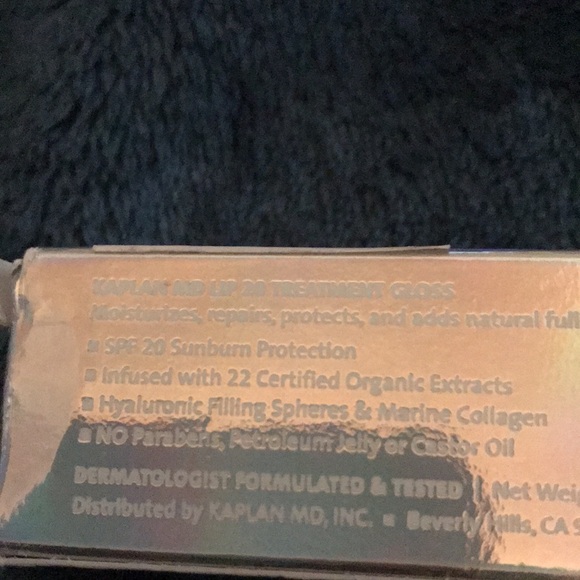 KAPLAN MD LIP 20 TREATMENT GLOSS
Moisturizes, repairs, protects, and adds natural full
▪ SPF 20 Sunburn Protection
▪ Infused with 22 Certified Organic Extracts
▪ Hyaluronic Filling Spheres & Marine Collagen
▪ NO Parabens, Petroleum Jelly or Castor Oil
DERMATOLOGIST FORMULATED & TESTED | Net Wei
Distributed by KAPLAN MD, INC. ▪ Beverly Hills, CA